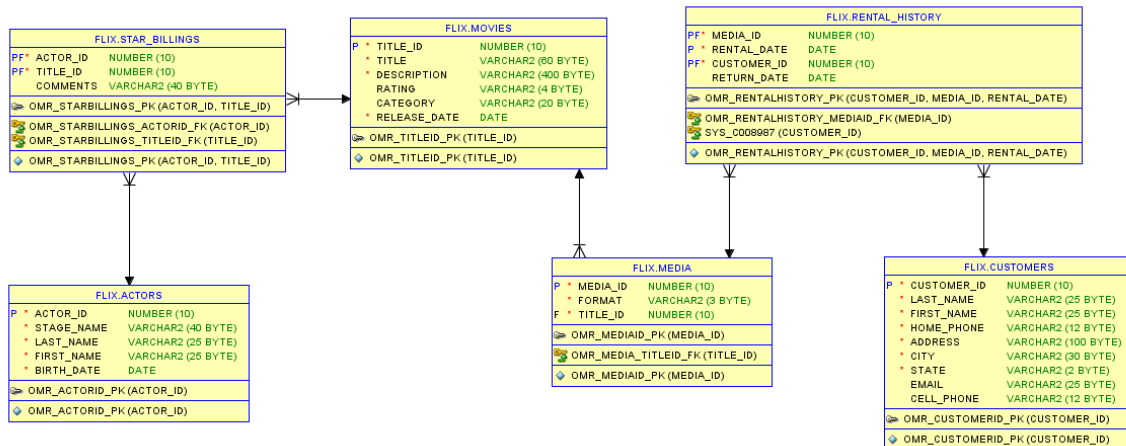 FLIX.STAR_BILLINGS
PF* ACTOR_ID NUMBER (10)
PF* TITLE_ID NUMBER (10)
COMMENTS VARCHAR2 (40 BYTE)
OMR_STARBILLINGS_PK (ACTOR_ID, TITLE_ID)
OMR_STARBILLINGS_ACTORID_FK (ACTOR_ID)
OMR_STARBILLINGS_TITLEID_FK (TITLE_ID)
OMR_STARBILLINGS_PK (ACTOR_ID, TITLE_ID)
FLIX.MOVIES
P * TITLE_ID NUMBER (10)
* TITLE VARCHAR2 (60 BYTE)
* DESCRIPTION VARCHAR2 (400 BYTE)
RATING VARCHAR2 (4 BYTE)
CATEGORY VARCHAR2 (20 BYTE)
* RELEASE_DATE DATE
OMR_TITLEID_PK (TITLE_ID)
OMR_TITLEID_PK (TITLE_ID)
FLIX.RENTAL_HISTORY
PF* MEDIA_ID NUMBER (10)
P * RENTAL_DATE DATE
PF* CUSTOMER_ID NUMBER (10)
RETURN_DATE DATE
OMR_RENTALHISTORY_PK (CUSTOMER_ID, MEDIA_ID, RENTAL_DATE)
OMR_RENTALHISTORY_MEDIAID_FK (MEDIA_ID)
SYS_C008987 (CUSTOMER_ID)
OMR_RENTALHISTORY_PK (CUSTOMER_ID, MEDIA_ID, RENTAL_DATE)
FLIX.ACTORS
P * ACTOR_ID NUMBER (10)
* STAGE_NAME VARCHAR2 (40 BYTE)
* LAST_NAME VARCHAR2 (25 BYTE)
* FIRST_NAME VARCHAR2 (25 BYTE)
* BIRTH_DATE DATE
OMR_ACTORID_PK (ACTOR_ID)
OMR_ACTORID_PK (ACTOR_ID)
FLIX.MEDIA
P * MEDIA_ID NUMBER (10)
* FORMAT VARCHAR2 (3 BYTE)
F * TITLE_ID NUMBER (10)
OMR_MEDIAID_PK (MEDIA_ID)
OMR_MEDIA_TITLEID_FK (TITLE_ID)
OMR_MEDIAID_PK (MEDIA_ID)
FLIX.CUSTOMERS
P * CUSTOMER_ID NUMBER (10)
* LAST_NAME VARCHAR2 (25 BYTE)
* FIRST_NAME VARCHAR2 (25 BYTE)
* HOME_PHONE VARCHAR2 (12 BYTE)
* ADDRESS VARCHAR2 (100 BYTE)
* CITY VARCHAR2 (30 BYTE)
* STATE VARCHAR2 (2 BYTE)
EMAIL VARCHAR2 (25 BYTE)
CELL_PHONE VARCHAR2 (12 BYTE)
OMR_CUSTOMERID_PK (CUSTOMER_ID)
OMR_CUSTOMERID_PK (CUSTOMER_ID)